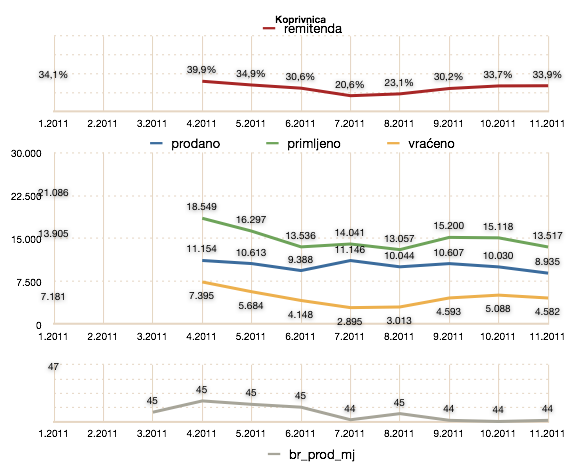 Koprivnica
remitenda
34,1% 39,9% 34,9% 30,6% 20,6% 23,1% 30,2% 33,7% 33,9%
1.2011 2.2011 3.2011 4.2011 5.2011 6.2011 7.2011 8.2011 9.2011 10.2011 11.2011
prodano primljeno vraćeno
30.000
22.500
15.000
7.500
0
21.086 18.549 16.297 13.536 14.041 13.057 15.200 15.118 13.517
13.905 11.154 10.613 9.388 11.146 10.044 10.607 10.030 8.935
7.181 7.395 5.684 4.148 2.895 3.013 4.593 5.088 4.582
1.2011 2.2011 3.2011 4.2011 5.2011 6.2011 7.2011 8.2011 9.2011 10.2011 11.2011
47 45 45 45 45 44 45 44 44 44
1.2011 2.2011 3.2011 4.2011 5.2011 6.2011 7.2011 8.2011 9.2011 10.2011 11.2011
br_prod_mj